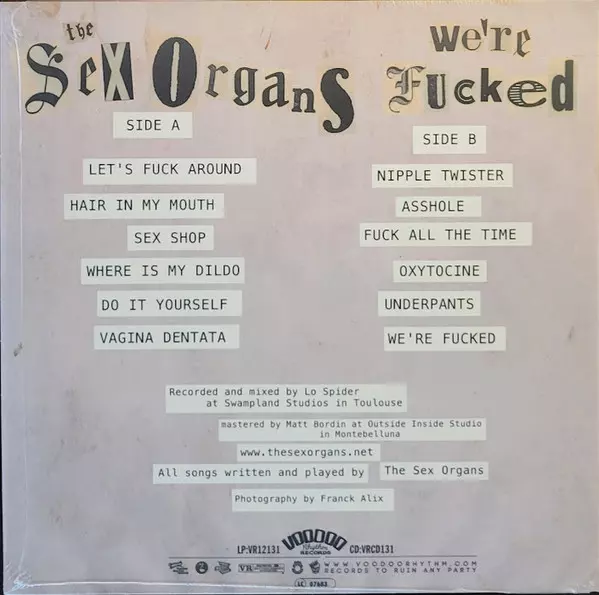 the
Sex Organs
We're
Fucked
SIDE A
LET'S FUCK AROUND
HAIR IN MY MOUTH
SEX SHOP
WHERE IS MY DILDO
DO IT YOURSELF
VAGINA DENTATA
SIDE B
NIPPLE TWISTER
ASSHOLE
FUCK ALL THE TIME
OXYTOCINE
UNDERPANTS
WE'RE FUCKED
Recorded and mixed by Lo Spider
at Swampland Studios in Toulouse
mastered by Matt Bordin at Outside Inside Studio
in Montebelluna
www.thesexorgans.net
All songs written and played by The Sex Organs
Photography by Franck Alix
LP:VR12131
VOODOO
Rhythm
RECORDS
CD:VRCD131
WWW.VOODOORHYTHM.COM
RECORDS TO RUIN ANY PARTY
LC 07683